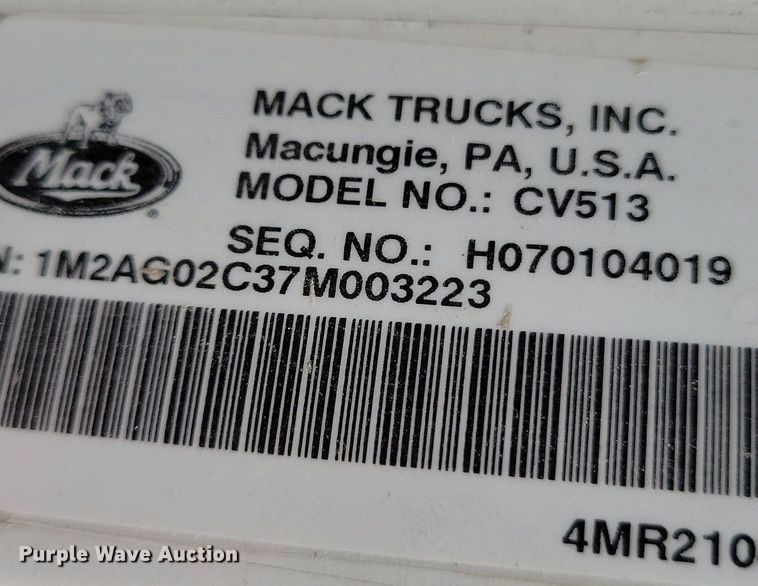 Mack®
MACK TRUCKS, INC.
Macungie, PA, U.S.A.
MODEL NO.: CV513
SEQ. NO.: H070104019
N: 1M2AG02C37M003223
4MR210
Purple Wave Auction